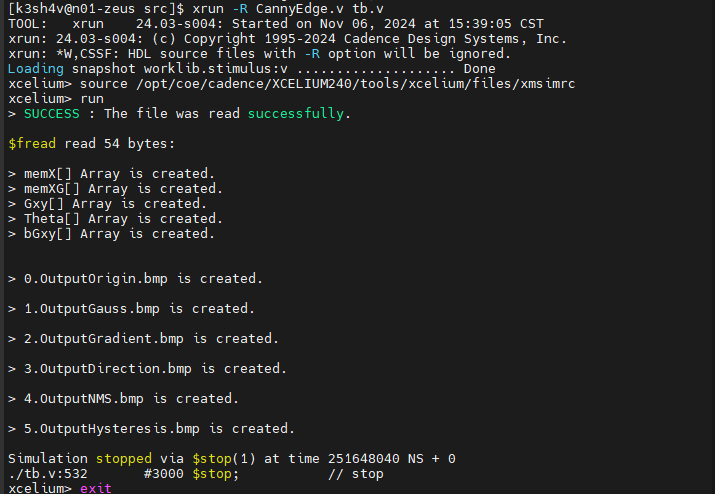 [k3sh4v@n01-zeus src]$ xrun -R CannyEdge.v tb.v
TOOL:   xrun    24.03-s004: Started on Nov 06, 2024 at 15:39:05 CST
xrun: 24.03-s004: (c) Copyright 1995-2024 Cadence Design Systems, Inc.
xrun: *W,CSSF: HDL source files with -R option will be ignored.
Loading snapshot worklib.stimulus:v .................... Done
xcelium> source /opt/coe/cadence/XCELIUM240/tools/xcelium/files/xmsimrc
xcelium> run
> SUCCESS : The file was read successfully.
$fread read 54 bytes:
> memX[] Array is created.
> memXG[] Array is created.
> Gxy[] Array is created.
> Theta[] Array is created.
> bGxy[] Array is created.
> 0.OutputOrigin.bmp is created.
> 1.OutputGauss.bmp is created.
> 2.OutputGradient.bmp is created.
> 3.OutputDirection.bmp is created.
> 4.OutputNMS.bmp is created.
> 5.OutputHysteresis.bmp is created.
Simulation stopped via $stop(1) at time 251648040 NS + 0
./tb.v:532       #3000 $stop;           // stop
xcelium> exit